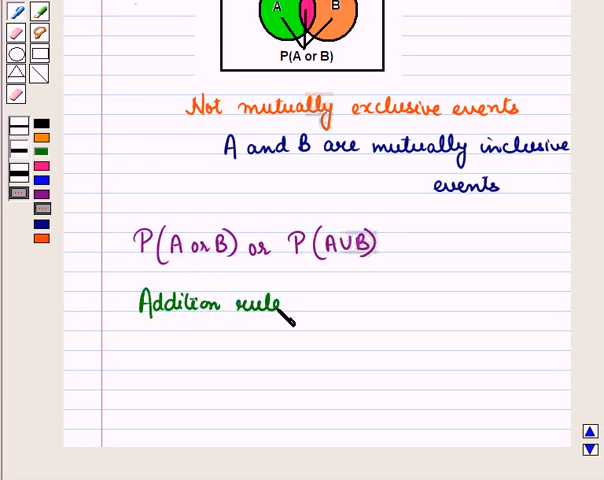 A B
P(A or B)
Not mutually exclusive events
A and B are mutually inclusive
events
P(A or B) or P(A∪B)
Addition rule